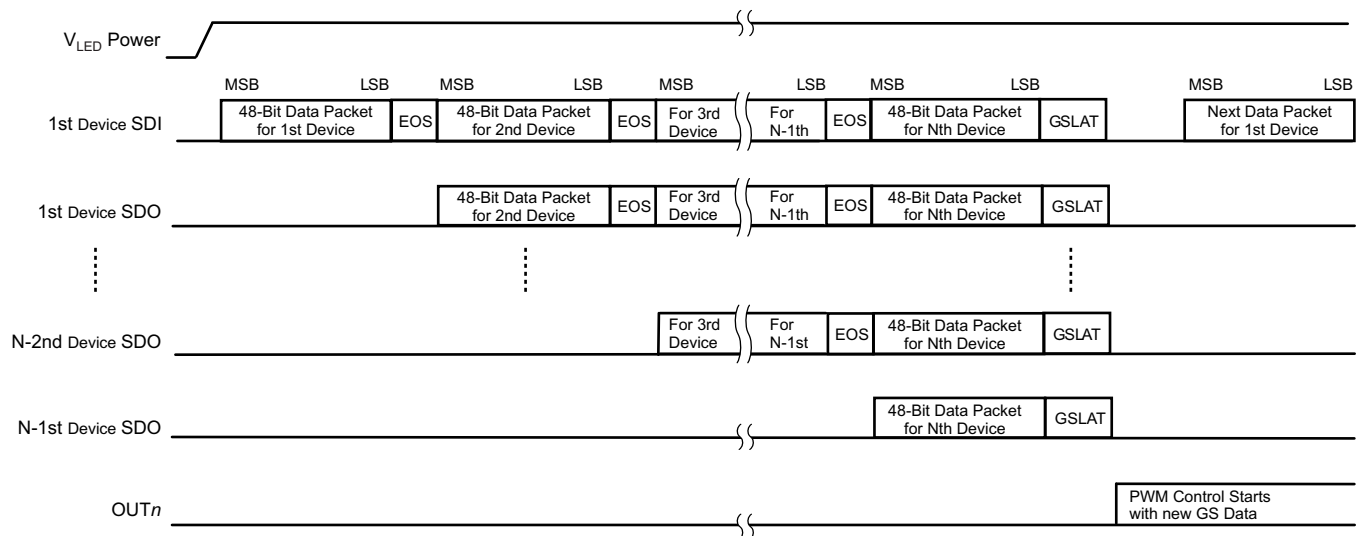 VLED Power
MSB LSB MSB LSB MSB LSB MSB LSB MSB LSB
1st Device SDI
48-Bit Data Packet
for 1st Device
EOS
48-Bit Data Packet
for 2nd Device
EOS
For 3rd
Device
For
N-1th
EOS
48-Bit Data Packet
for Nth Device
GSLAT
Next Data Packet
for 1st Device
1st Device SDO
48-Bit Data Packet
for 2nd Device
EOS
For 3rd
Device
For
N-1th
EOS
48-Bit Data Packet
for Nth Device
GSLAT
N-2nd Device SDO
For 3rd
Device
For
N-1st
EOS
48-Bit Data Packet
for Nth Device
GSLAT
N-1st Device SDO
48-Bit Data Packet
for Nth Device
GSLAT
OUTn
PWM Control Starts
with new GS Data